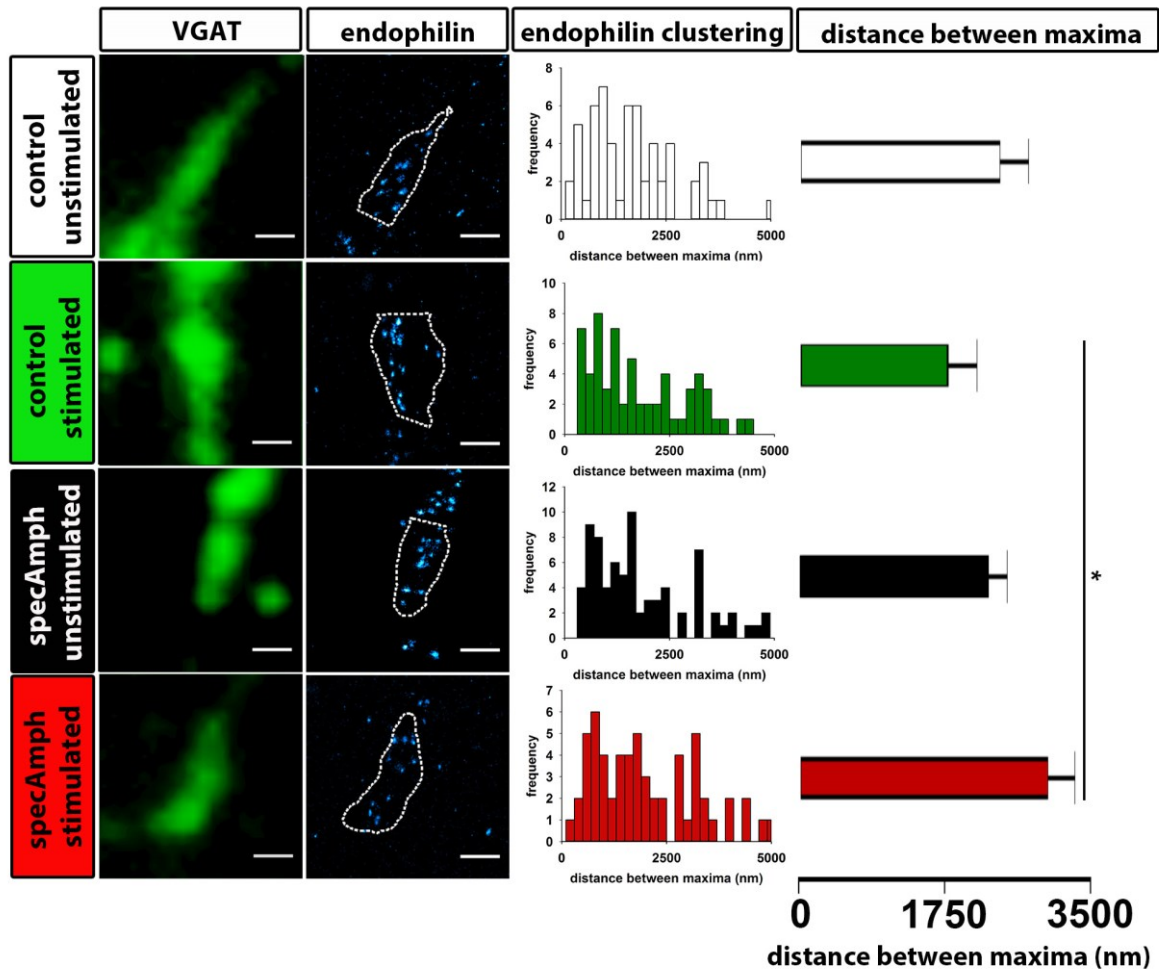 VGAT
endophilin
endophilin clustering
distance between maxima
control
unstimulated
frequency
8
6
4
2
0
0
2500
5000
distance between maxima (nm)
control
stimulated
frequency
10
8
6
4
2
0
0
2500
5000
distance between maxima (nm)
specAmph
unstimulated
frequency
12
10
8
6
4
2
0
0
2500
5000
distance between maxima (nm)
*
specAmph
stimulated
frequency
7
6
5
4
3
2
1
0
0
2500
5000
distance between maxima (nm)
0
1750
3500
distance between maxima (nm)